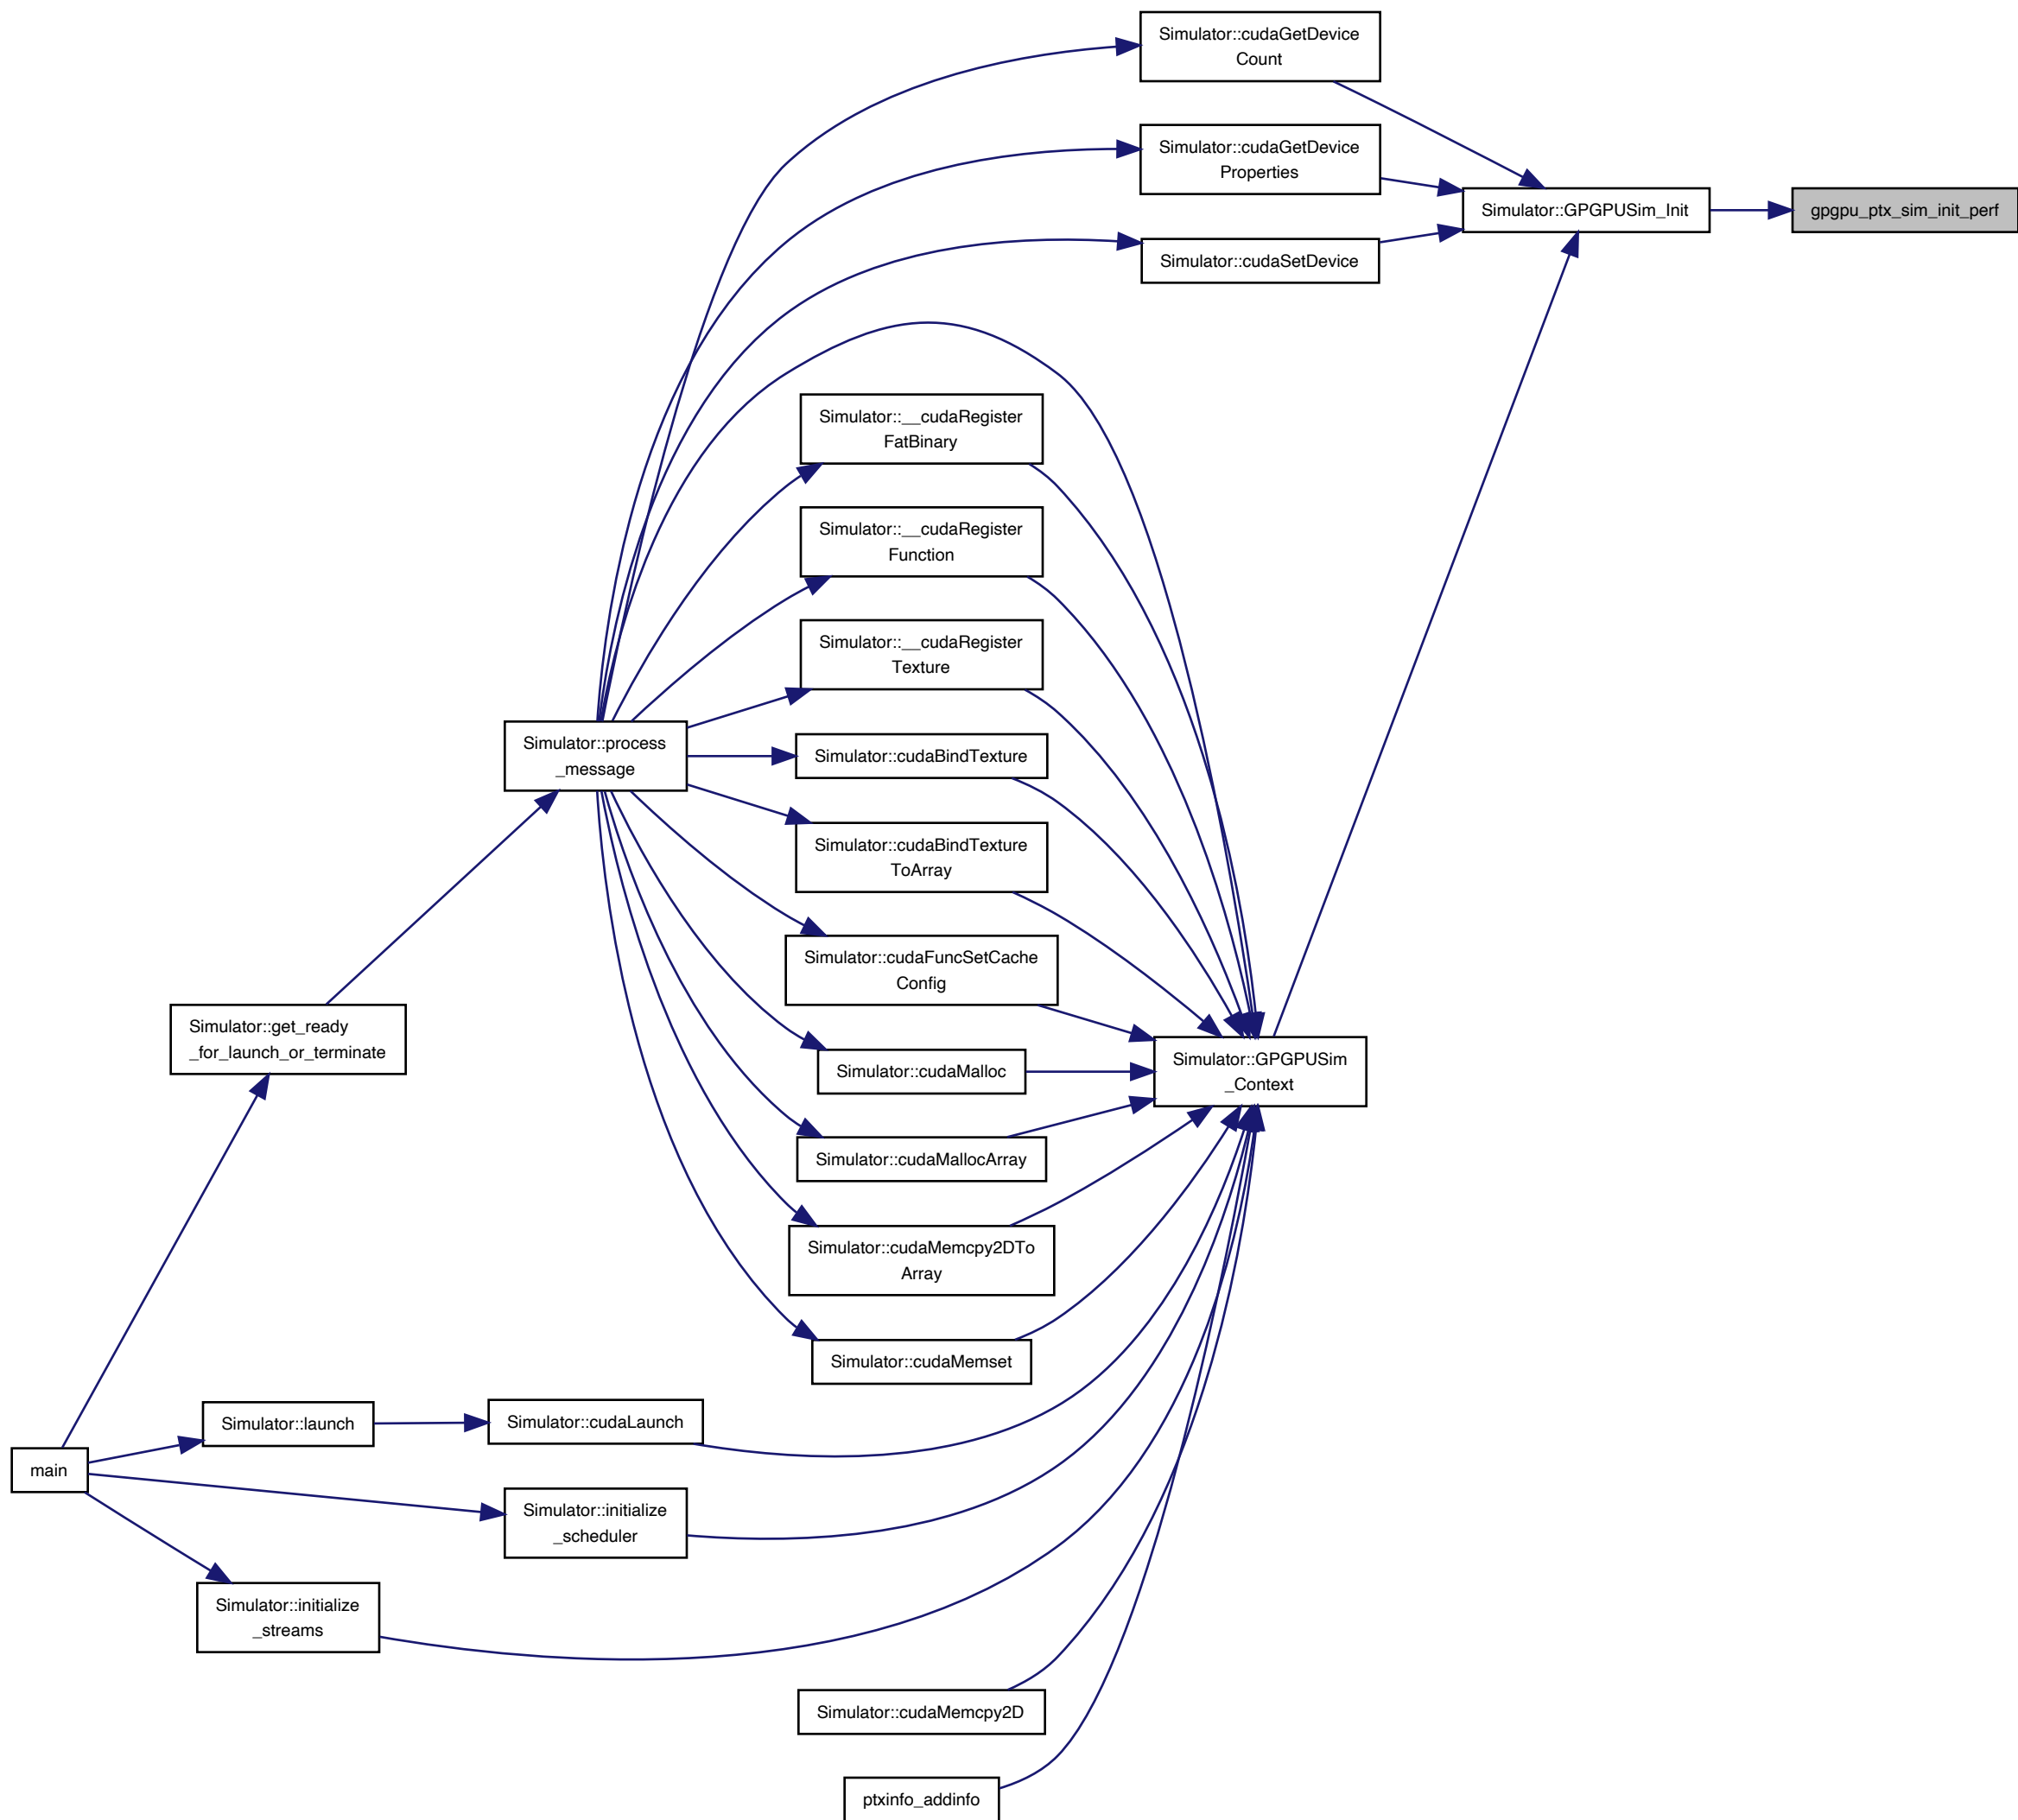 Simulator::cudaGetDevice
Count
Simulator::cudaGetDevice
Properties
Simulator::GPGPUSim_Init
gpgpu_ptx_sim_init_perf
Simulator::cudaSetDevice
Simulator::__cudaRegister
FatBinary
Simulator::__cudaRegister
Function
Simulator::__cudaRegister
Texture
Simulator::process
_message
Simulator::cudaBindTexture
Simulator::cudaBindTexture
ToArray
Simulator::cudaFuncSetCache
Config
Simulator::get_ready
_for_launch_or_terminate
Simulator::cudaMalloc
Simulator::GPGPUSim
_Context
Simulator::cudaMallocArray
Simulator::cudaMemcpy2DTo
Array
Simulator::cudaMemset
Simulator::launch
Simulator::cudaLaunch
main
Simulator::initialize
_scheduler
Simulator::initialize
_streams
Simulator::cudaMemcpy2D
ptxinfo_addinfo